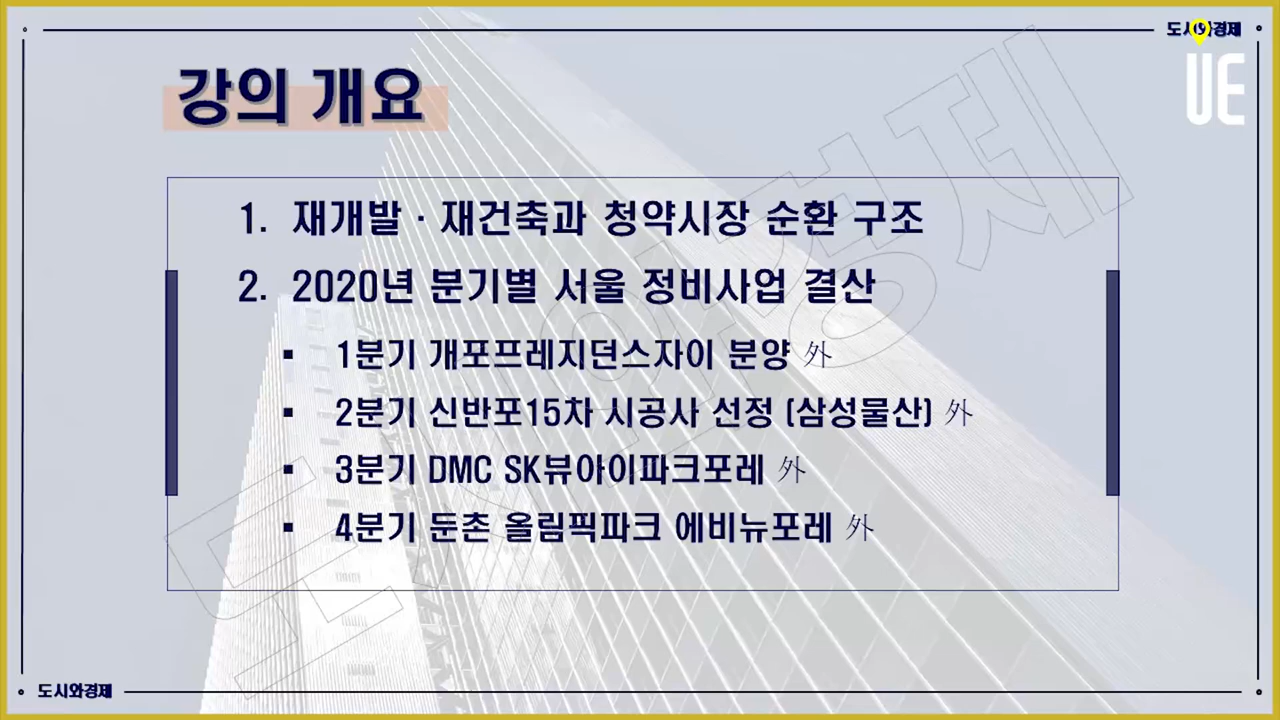 도시와경제
UE
강의 개요
1. 재개발 · 재건축과 청약시장 순환 구조
2. 2020년 분기별 서울 정비사업 결산
▪ 1분기 개포프레지던스자이 분양 外
▪ 2분기 신반포15차 시공사 선정 (삼성물산) 外
▪ 3분기 DMC SK뷰아이파크포레 外
▪ 4분기 둔촌 올림픽파크 에비뉴포레 外
도시와경제
도시와경제